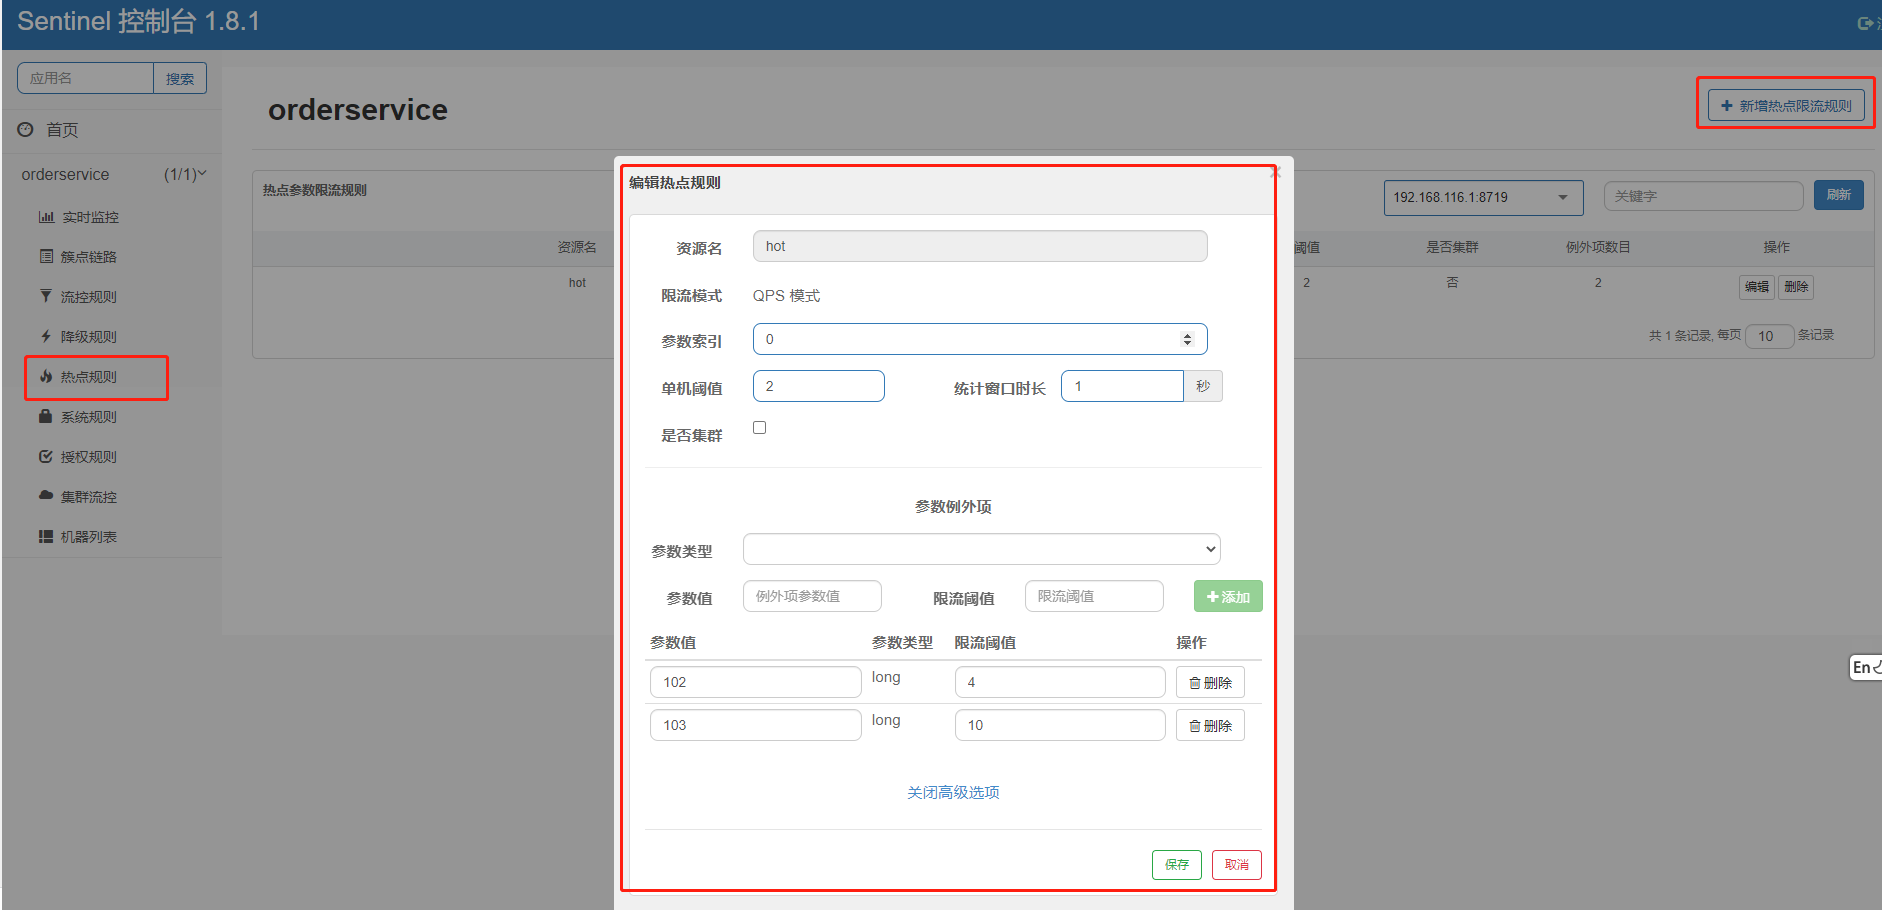 Sentinel 控制台 1.8.1
应用名
搜索
首页
orderservice (1/1)
实时监控
簇点链路
流控规则
降级规则
热点规则
系统规则
授权规则
集群流控
机器列表
orderservice
新增热点限流规则
热点参数限流规则
192.168.116.1:8719
关键字
刷新
资源名
阈值
是否集群
例外项数目
操作
hot
2
否
2
编辑
删除
共 1 条记录, 每页 10 条记录
编辑热点规则
资源名 hot
限流模式 QPS 模式
参数索引 0
单机阈值 2 统计窗口时长 1 秒
是否集群
参数例外项
参数类型
参数值 例外项参数值 限流阈值 限流阈值 添加
参数值 参数类型 限流阈值 操作
102 long 4 删除
103 long 10 删除
关闭高级选项
保存 取消
En